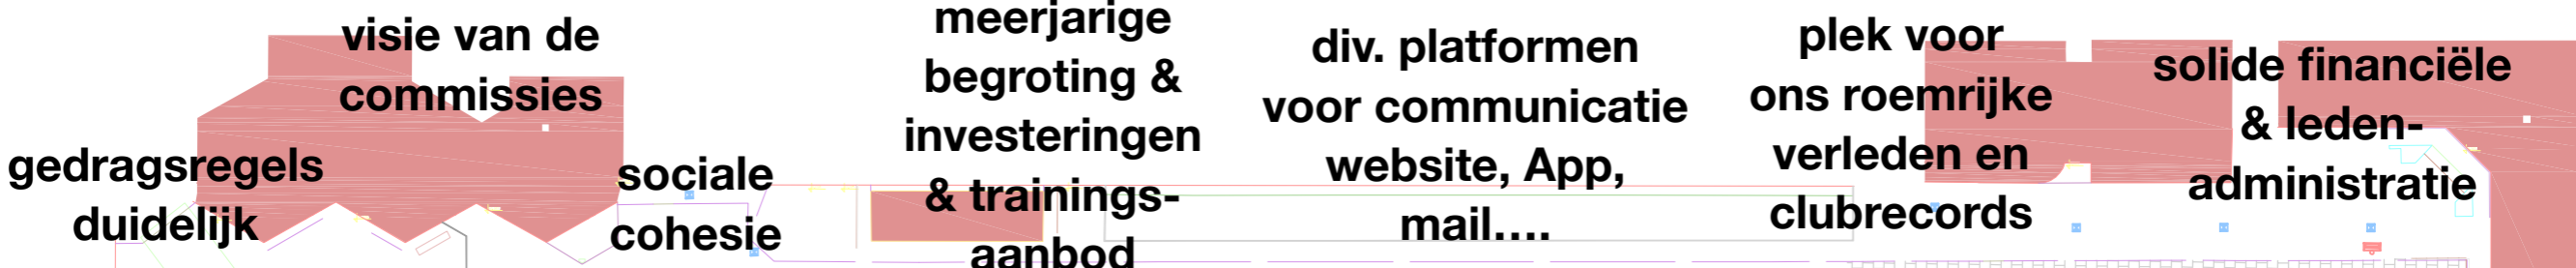 gedragsregels
duidelijk
visie van de
commissies
sociale
cohesie
meerjarige
begroting &
investeringen
& trainings-
aanbod
div. platformen
voor communicatie
website, App,
mail....
plek voor
ons roemrijke
verleden en
clubrecords
solide financiële
& leden-
administratie